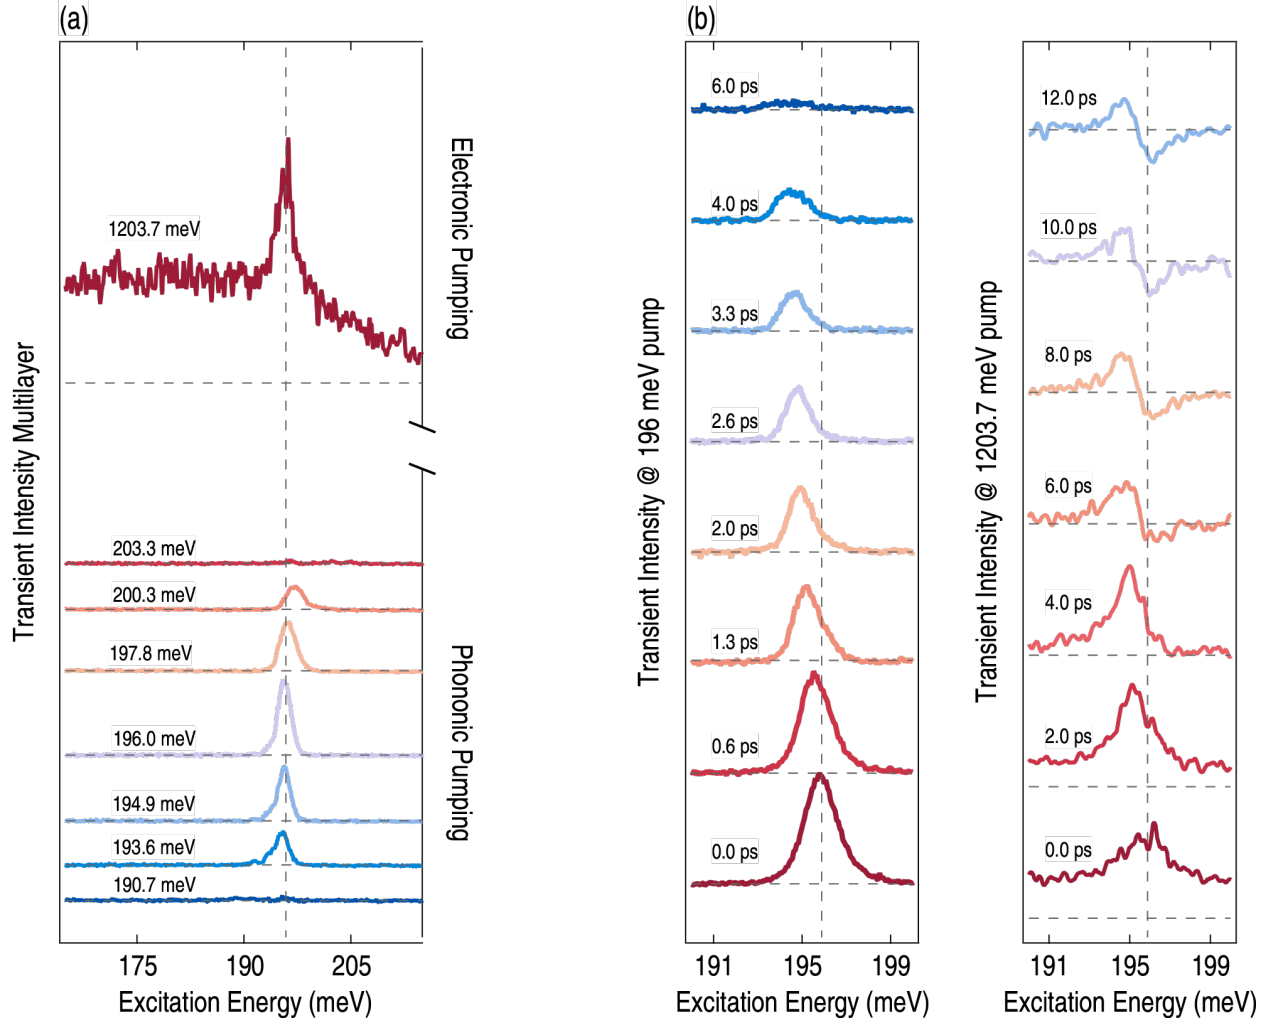 (a)
Transient Intensity Multilayer
1203.7 meV
203.3 meV
200.3 meV
197.8 meV
196.0 meV
194.9 meV
193.6 meV
190.7 meV
Electronic Pumping
Phononic Pumping
175 190 205
Excitation Energy (meV)
(b)
Transient Intensity @ 196 meV pump
6.0 ps
4.0 ps
3.3 ps
2.6 ps
2.0 ps
1.3 ps
0.6 ps
0.0 ps
191 195 199
Excitation Energy (meV)
Transient Intensity @ 1203.7 meV pump
12.0 ps
10.0 ps
8.0 ps
6.0 ps
4.0 ps
2.0 ps
0.0 ps
191 195 199
Excitation Energy (meV)